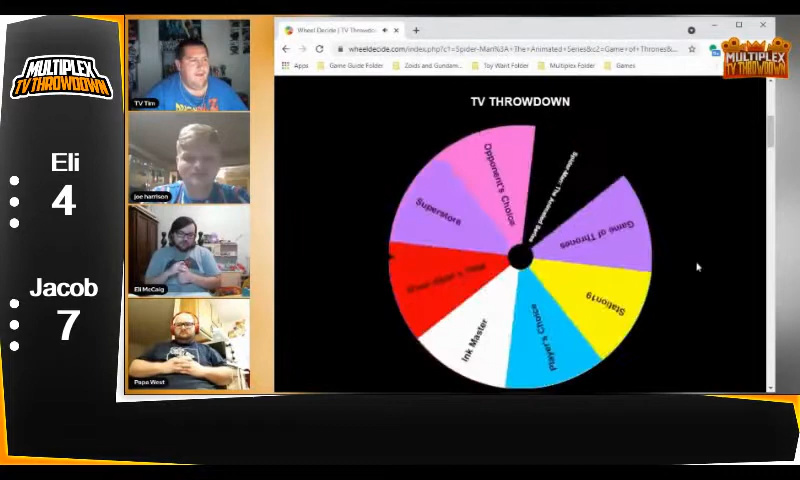 MULTIPLEX
TV THROWDOWN
Eli
4
Jacob
7
TV Tim
joe harrison
Eli McCaig
Papa West
Wheel Decide | TV Throwdo
wheeldecide.com/index.php?c1=Spider-Man%3A+The+Animated+Series&c2=Game+of+Thrones&
Apps
Game Guide Folder
Zoids and Gundam...
Toy Want Folder
Multiplex Folder
Games
MULTIPLEX
TV THROWDOWN
TV THROWDOWN
Opponent's Choice
Spider-Man: The Animated Series
Game of Thrones
Station19
Player's Choice
Ink Master
Superstore